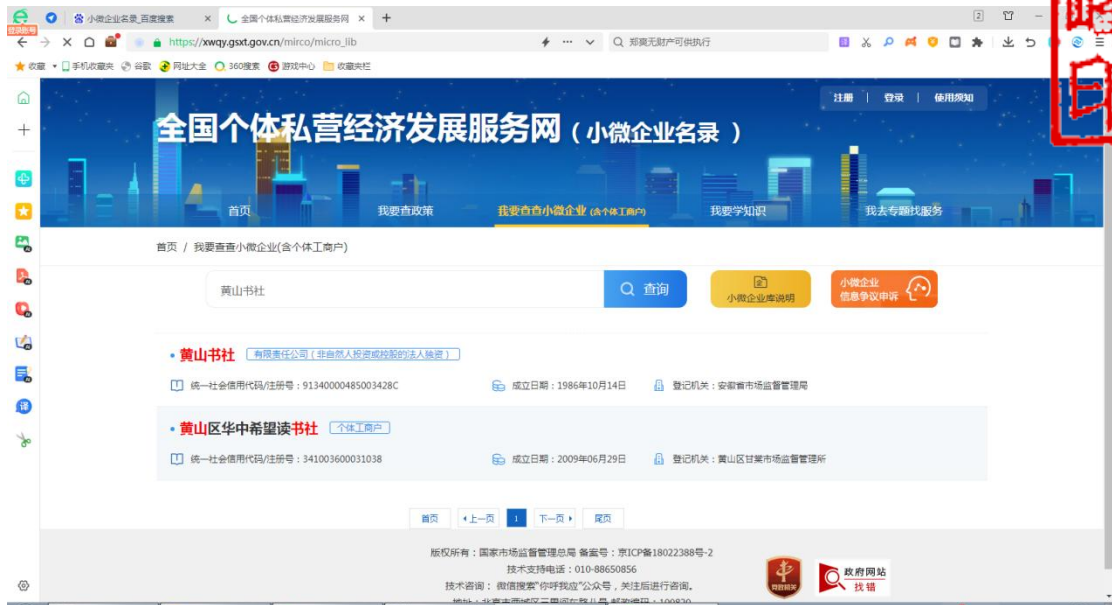 小微企业名录_百度搜索 × 全国个体私营经济发展服务网 × + 2
登录账号
https://xwqy.gsxt.gov.cn/mirco/micro_lib 郑爽无财产可供执行
收藏 手机收藏夹 谷歌 网址大全 360搜索 游戏中心 收藏夹栏
注册 | 登录 | 使用须知
全国个体私营经济发展服务网（小微企业名录 ）
首页 我要查政策 我要查查小微企业 (含个体工商户) 我要学知识 我去专题找服务
首页 / 我要查查小微企业(含个体工商户)
黄山书社 查询
小微企业库说明
小微企业
信息争议申诉
黄山书社 有限责任公司（非自然人投资或控股的法人独资）
统一社会信用代码/注册号：91340000485003428C 成立日期：1986年10月14日 登记机关：安徽省市场监督管理局
黄山区华中希望读书社 个体工商户
统一社会信用代码/注册号：341003600031038 成立日期：2009年06月29日 登记机关：黄山区甘棠市场监督管理所
首页 上一页 1 下一页 尾页
版权所有：国家市场监督管理总局 备案号：京ICP备18022388号-2
技术支持电话：010-88650856
技术咨询： 微信搜索“你呼我应”公众号，关注后进行咨询。
党政机关
政府网站
找错
译